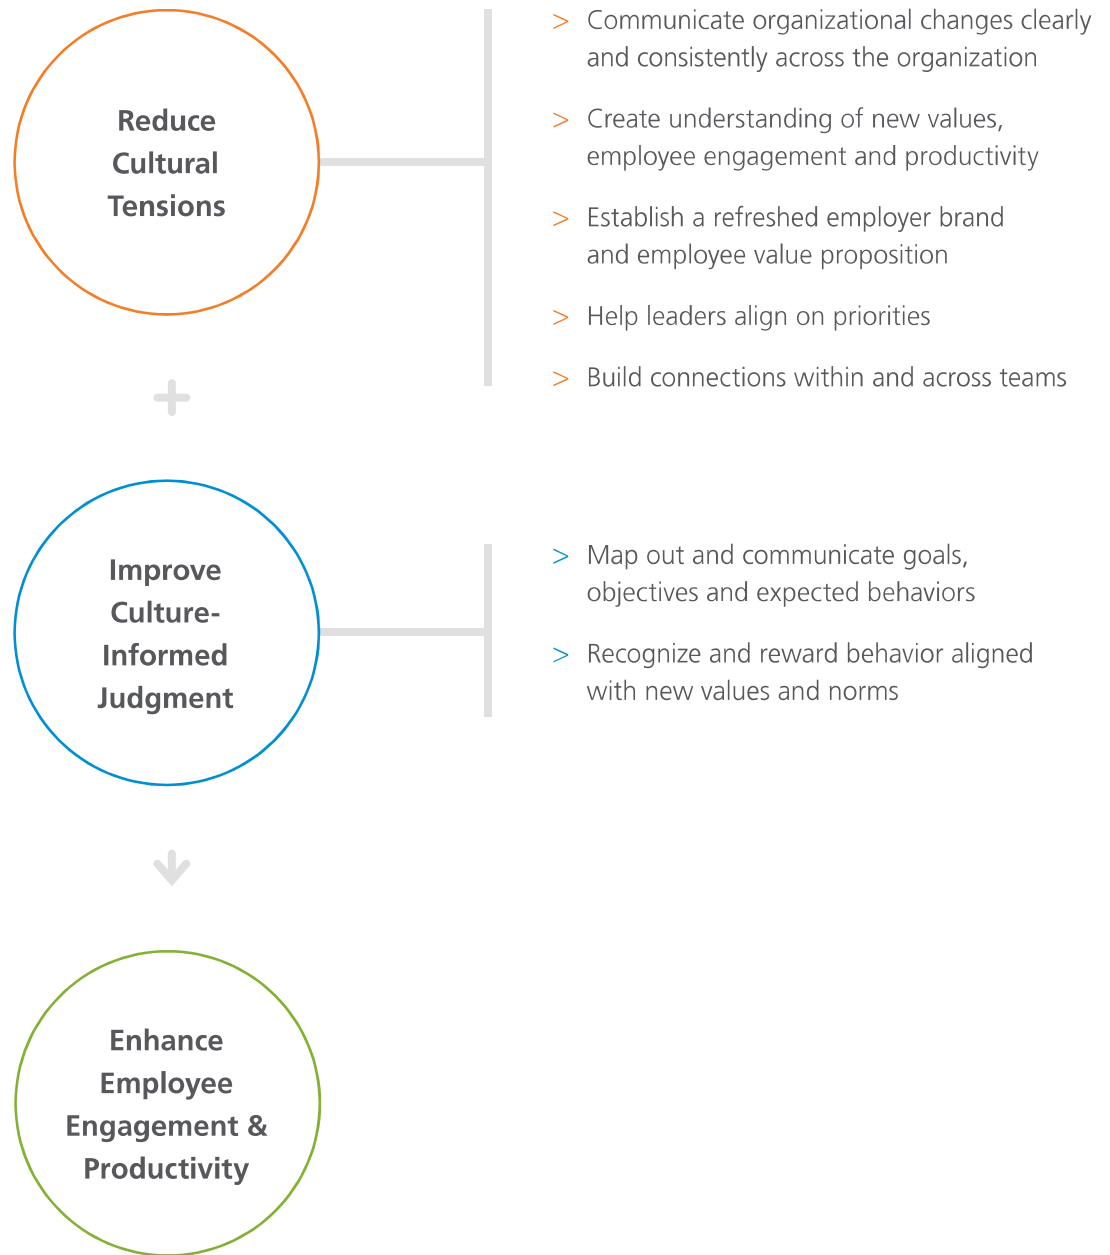 Reduce
Cultural
Tensions
> Communicate organizational changes clearly
and consistently across the organization
> Create understanding of new values,
employee engagement and productivity
> Establish a refreshed employer brand
and employee value proposition
> Help leaders align on priorities
> Build connections within and across teams
+
Improve
Culture-
Informed
Judgment
> Map out and communicate goals,
objectives and expected behaviors
> Recognize and reward behavior aligned
with new values and norms
Enhance
Employee
Engagement &
Productivity